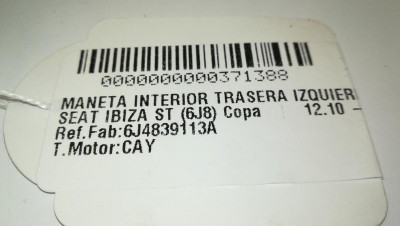 0000000000371388
MANETA INTERIOR TRASERA IZQUIER
SEAT IBIZA ST (6J8) Copa 12.10 -
Ref.Fab:6J4839113A
T.Motor:CAY